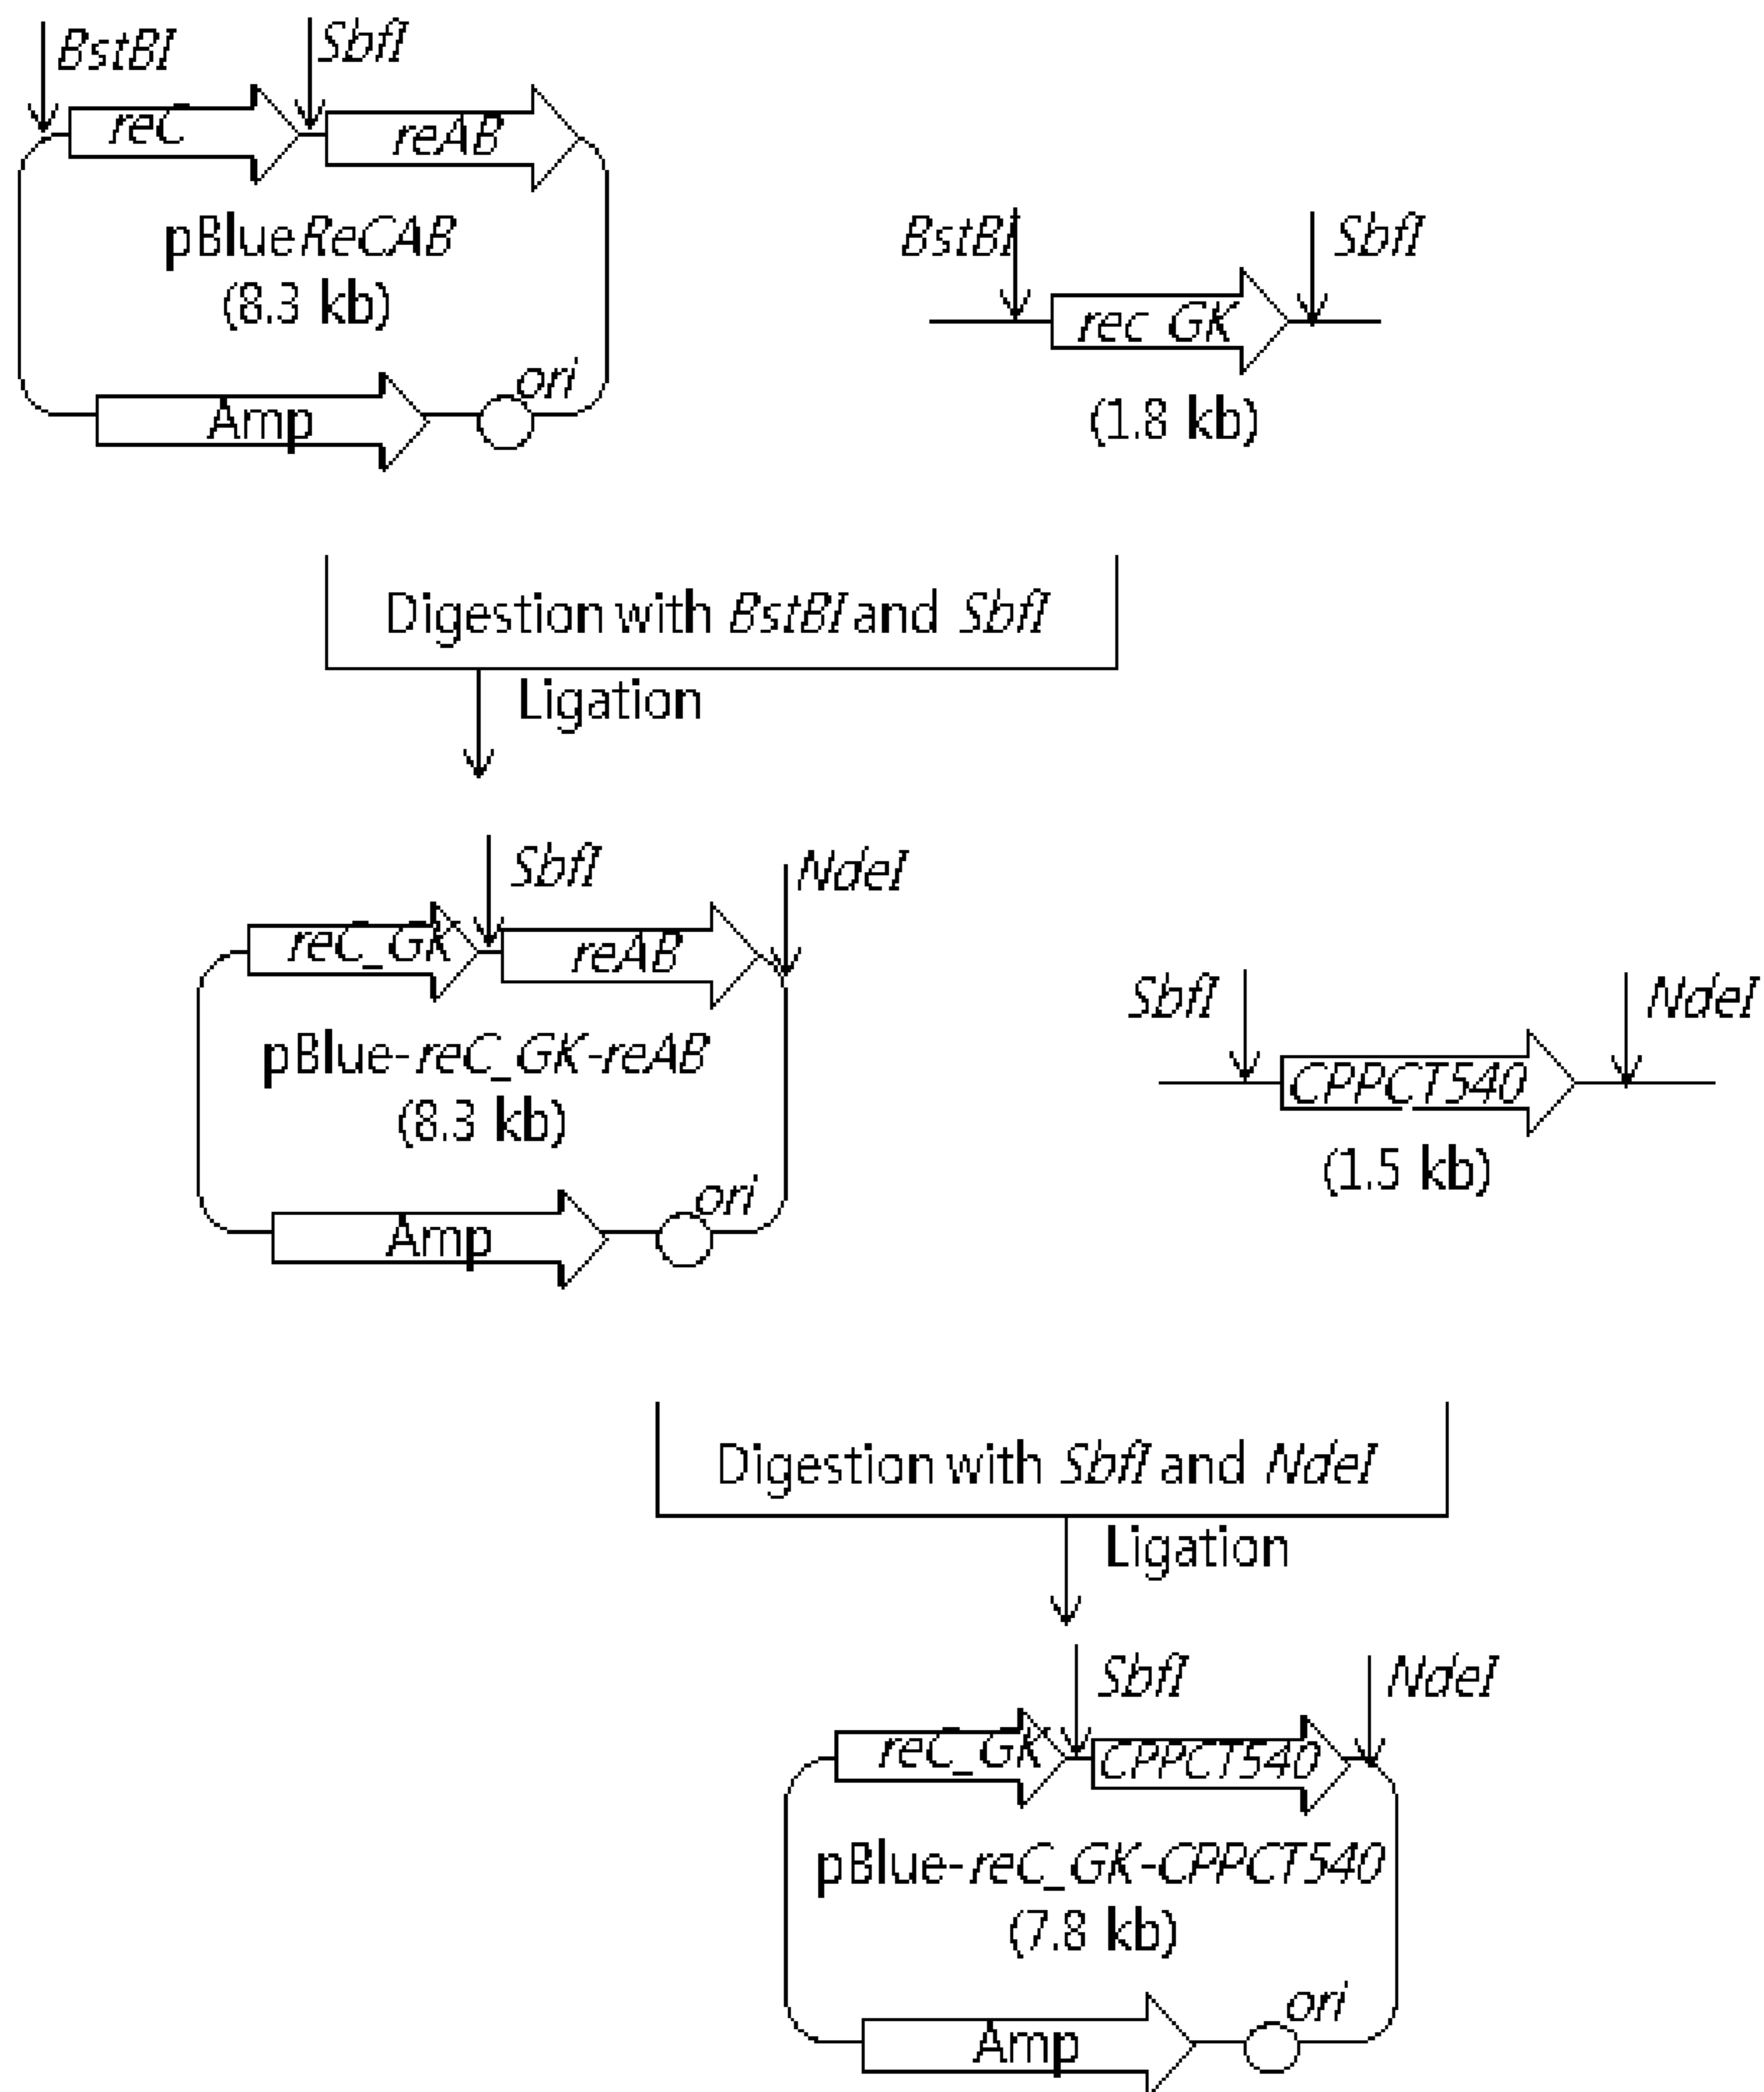 BstBI
SbfI
reC
reAB
pBlueReCAB
(8.3 kb)
ori
Amp
BstBI
SbfI
rec_GK
(1.8 kb)
Digestion with BstBI and SbfI
Ligation
SbfI
NdeI
reC_GK
reAB
pBlue-reC_GK-reAB
(8.3 kb)
ori
Amp
SbfI
NdeI
CPPCT540
(1.5 kb)
Digestion with SbfI and NdeI
Ligation
SbfI
NdeI
reC_GK
CPPCT540
pBlue-reC_GK-CPPCT540
(7.8 kb)
ori
Amp